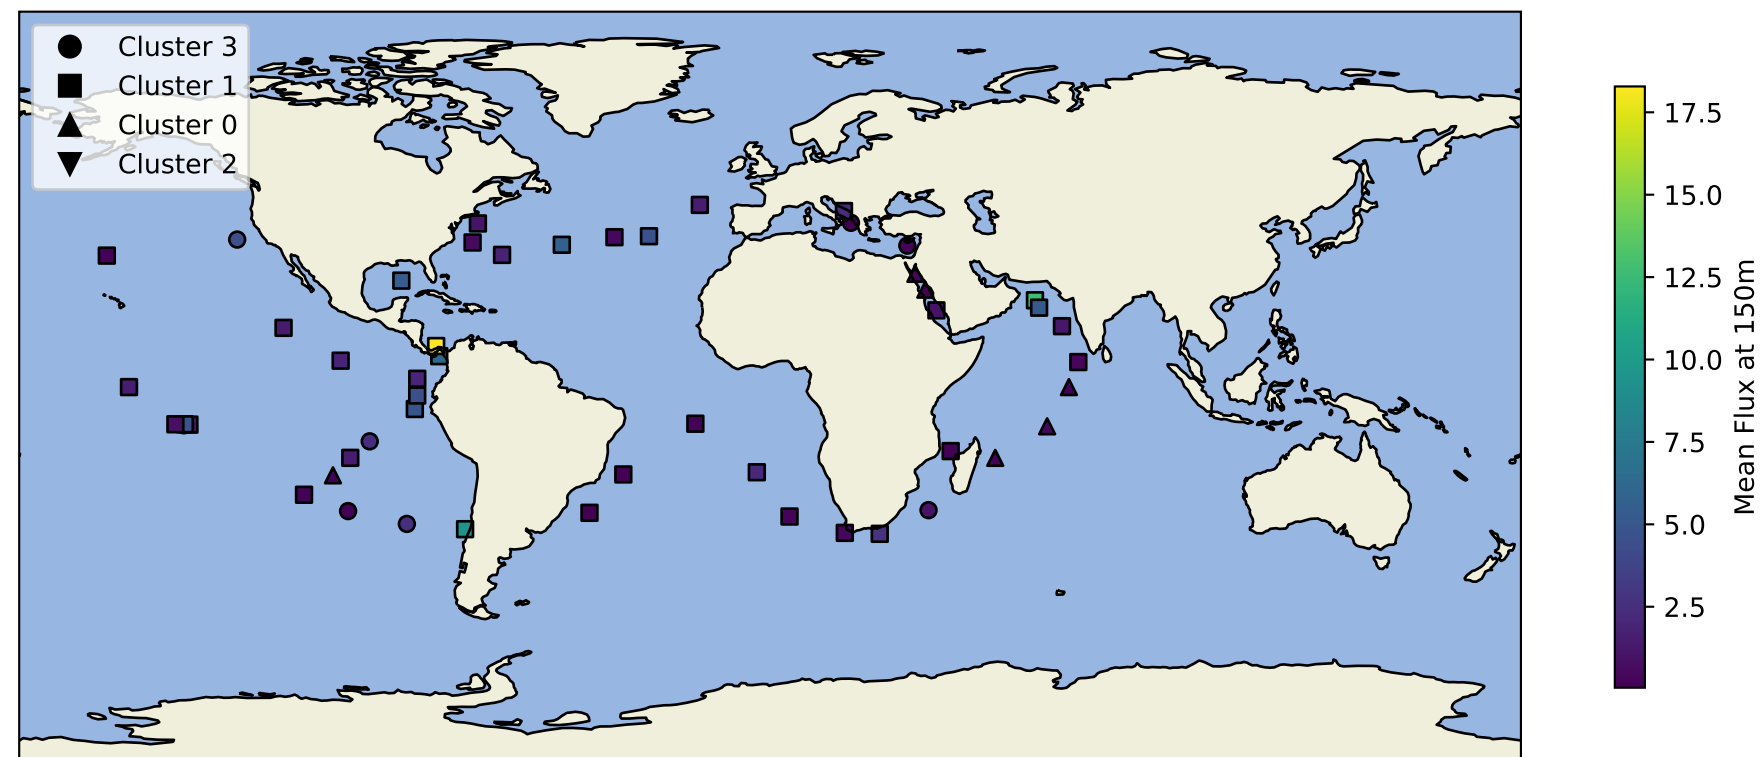 Cluster 3
Cluster 1
Cluster 0
Cluster 2
17.5
15.0
12.5
10.0
7.5
5.0
2.5
Mean Flux at 150m